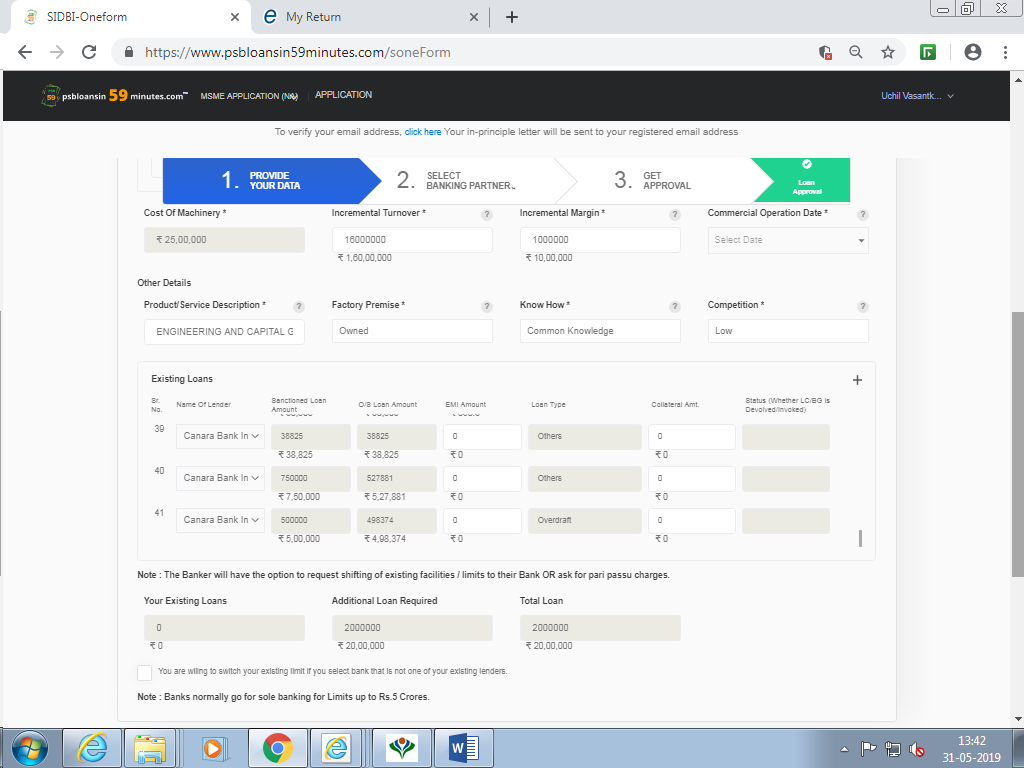 SIDBI-Oneform
My Return
https://www.psbloansin59minutes.com/soneForm
psbloansin 59 minutes.com™
MSME APPLICATION
APPLICATION
Uchil Vasantk...
To verify your email address, click here Your in-principle letter will be sent to your registered email address
1. PROVIDE YOUR DATA
2. SELECT BANKING PARTNER
3. GET APPROVAL
Loan Approval
Cost Of Machinery * Incremental Turnover * ? Incremental Margin * ? Commercial Operation Date * ?
₹ 25,00,000 16000000 1000000 Select Date
₹ 1,60,00,000 ₹ 10,00,000
Other Details
Product/Service Description * ? Factory Premise * ? Know How * ? Competition * ?
ENGINEERING AND CAPITAL G Owned Common Knowledge Low
Existing Loans +
Sr. No. Name Of Lender Sanctioned Loan Amount O/S Loan Amount EMI Amount Loan Type Collateral Amt. Status (Whether LC/BG is Devolved/Invoked)
39 Canara Bank In 38825 38825 0 Others 0
₹ 38,825 ₹ 38,825 ₹ 0 ₹ 0
40 Canara Bank In 750000 527881 0 Others 0
₹ 7,50,000 ₹ 5,27,881 ₹ 0 ₹ 0
41 Canara Bank In 500000 498374 0 Overdraft 0
₹ 5,00,000 ₹ 4,98,374 ₹ 0 ₹ 0
Note : The Banker will have the option to request shifting of existing facilities / limits to their Bank OR ask for pari passu charges.
Your Existing Loans Additional Loan Required Total Loan
0 2000000 2000000
₹ 0 ₹ 20,00,000 ₹ 20,00,000
You are willing to switch your existing limit if you select bank that is not one of your existing lenders.
Note : Banks normally go for sole banking for Limits up to Rs.5 Crores.
13:42
31-05-2019